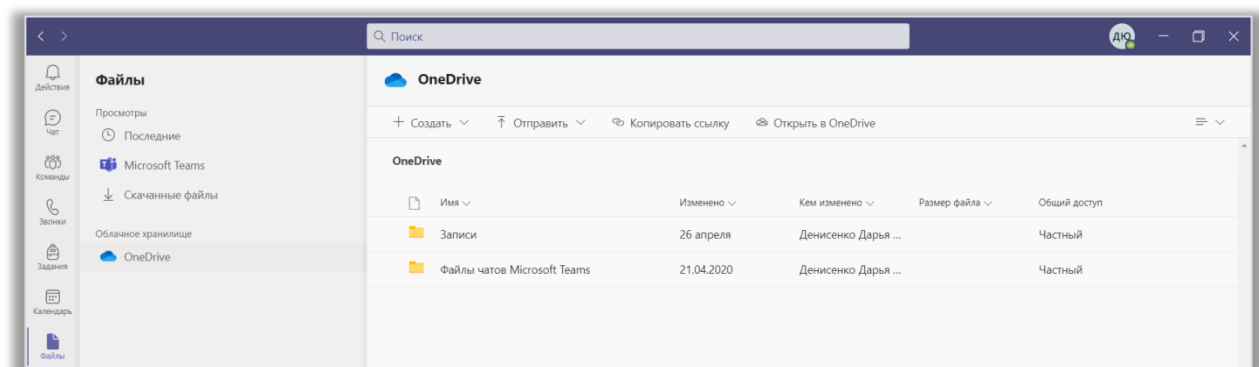 Поиск
ДЮ
Действия
Чат
Команды
Звонки
Задания
Календарь
Файлы
Файлы
Просмотры
Последние
Microsoft Teams
Скачанные файлы
Облачное хранилище
OneDrive
OneDrive
Создать Отправить Копировать ссылку Открыть в OneDrive
OneDrive
Имя Изменено Кем изменено Размер файла Общий доступ
Записи 26 апреля Денисенко Дарья ... Частный
Файлы чатов Microsoft Teams 21.04.2020 Денисенко Дарья ... Частный